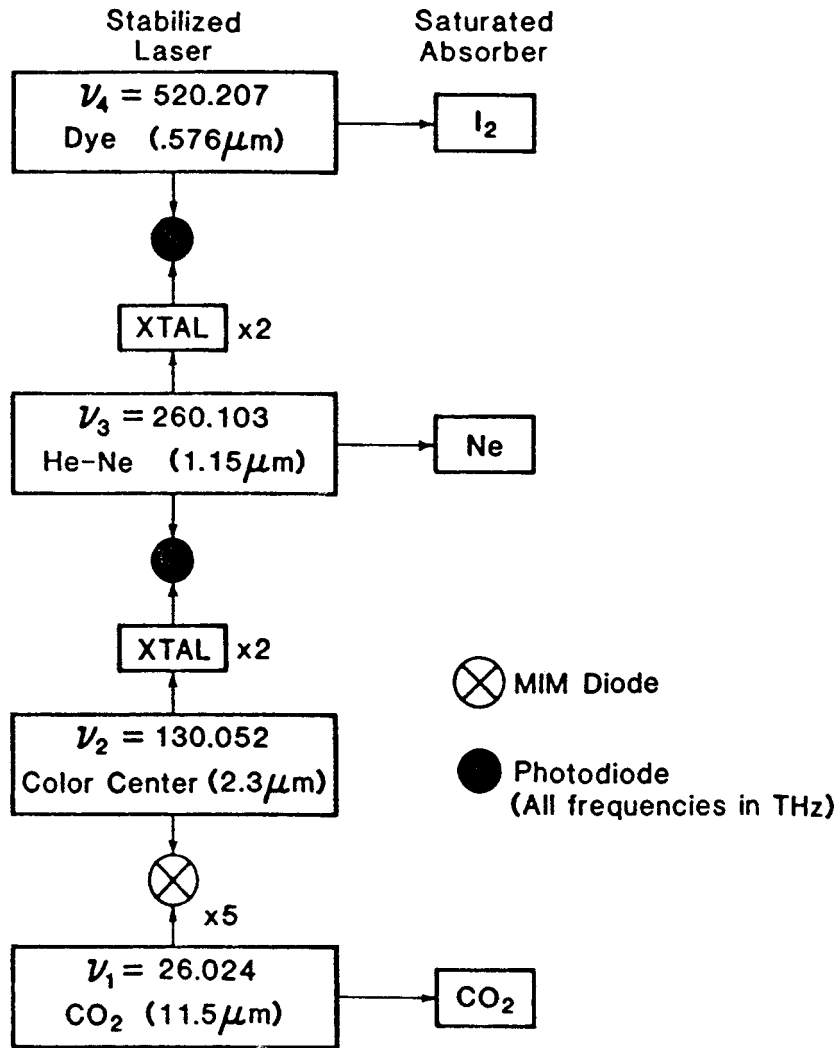 Stabilized
Laser
Saturated
Absorber
ν₄ = 520.207
Dye (.576μm)
I₂
XTAL x2
ν₃ = 260.103
He-Ne (1.15μm)
Ne
XTAL x2
MIM Diode
ν₂ = 130.052
Color Center (2.3μm)
Photodiode
(All frequencies in THz)
x5
ν₁ = 26.024
CO₂ (11.5μm)
CO₂